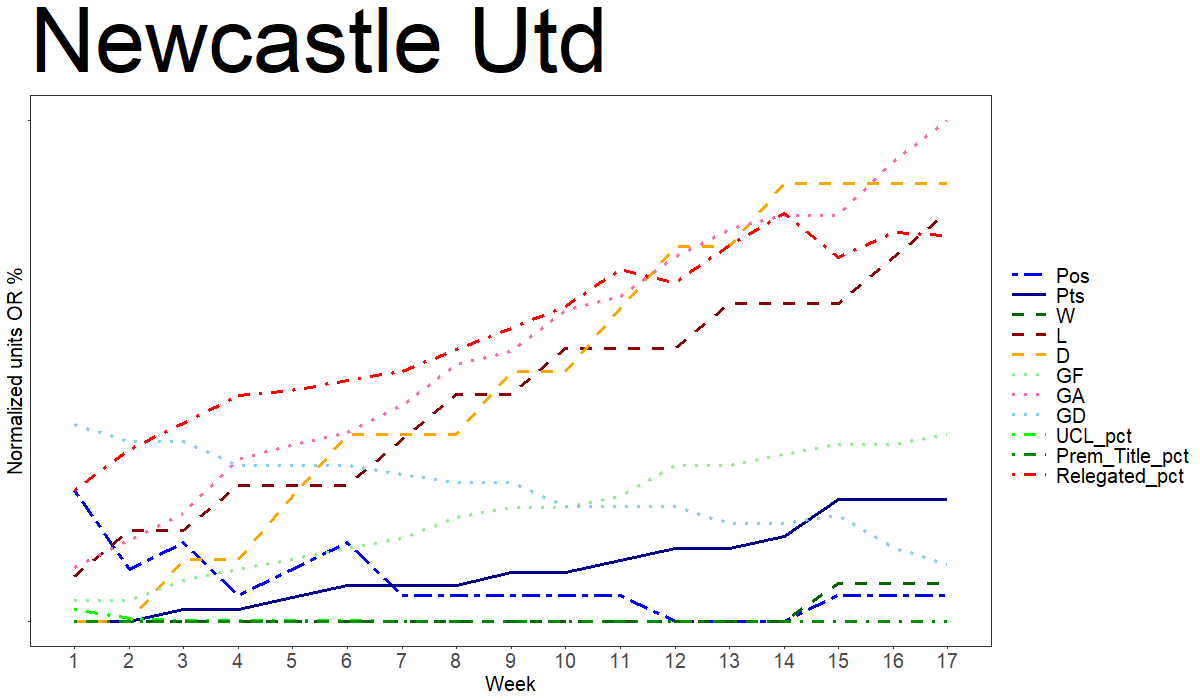 Newcastle Utd
Normalized units OR %
Pos
Pts
W
L
D
GF
GA
GD
UCL_pct
Prem_Title_pct
Relegated_pct
1 2 3 4 5 6 7 8 9 10 11 12 13 14 15 16 17
Week